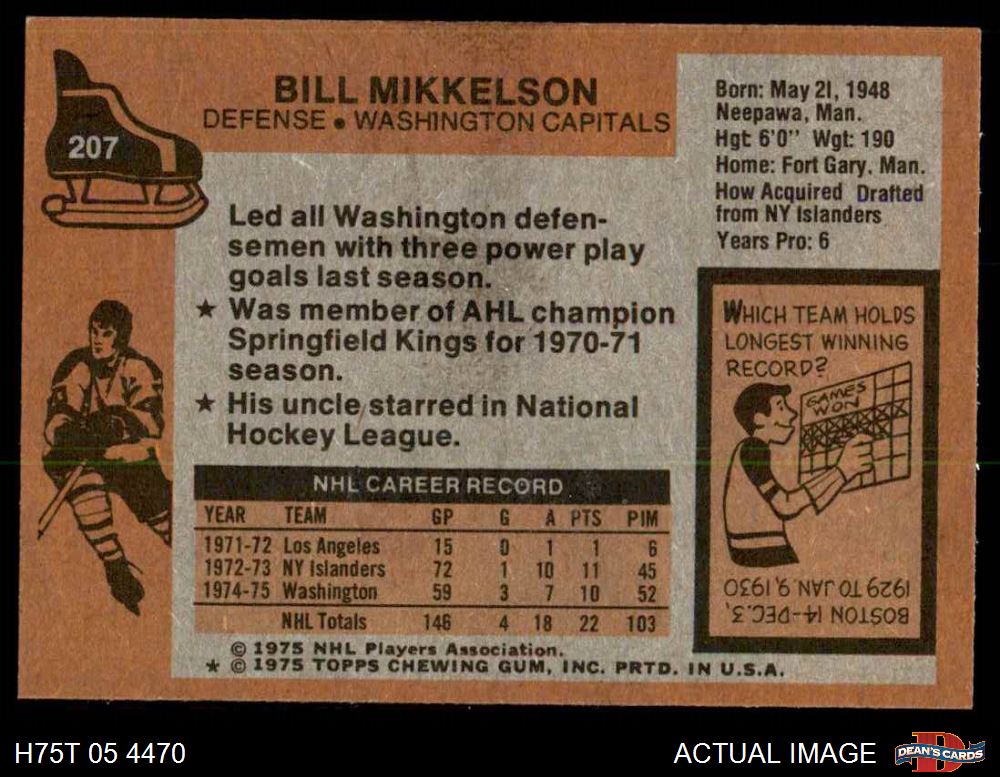 207
BILL MIKKELSON
DEFENSE • WASHINGTON CAPITALS
Born: May 21, 1948
Neepawa, Man.
Hgt: 6'0" Wgt: 190
Home: Fort Gary, Man.
How Acquired Drafted
from NY Islanders
Years Pro: 6
Led all Washington defen-
semen with three power play
goals last season.
★ Was member of AHL champion
Springfield Kings for 1970-71
season.
★ His uncle starred in National
Hockey League.
NHL CAREER RECORD
YEAR TEAM GP G A PTS PIM
1971-72 Los Angeles 15 0 1 1 6
1972-73 NY Islanders 72 1 10 11 45
1974-75 Washington 59 3 7 10 52
NHL Totals 146 4 18 22 103
© 1975 NHL Players Association.
★ © 1975 TOPPS CHEWING GUM, INC. PRTD. IN U.S.A.
WHICH TEAM HOLDS
LONGEST WINNING
RECORD?
GAMES
WON
BOSTON 14-DEC.3,
1929 TO JAN.9,1930
H75T 05 4470
ACTUAL IMAGE
D
DEAN'S CARDS